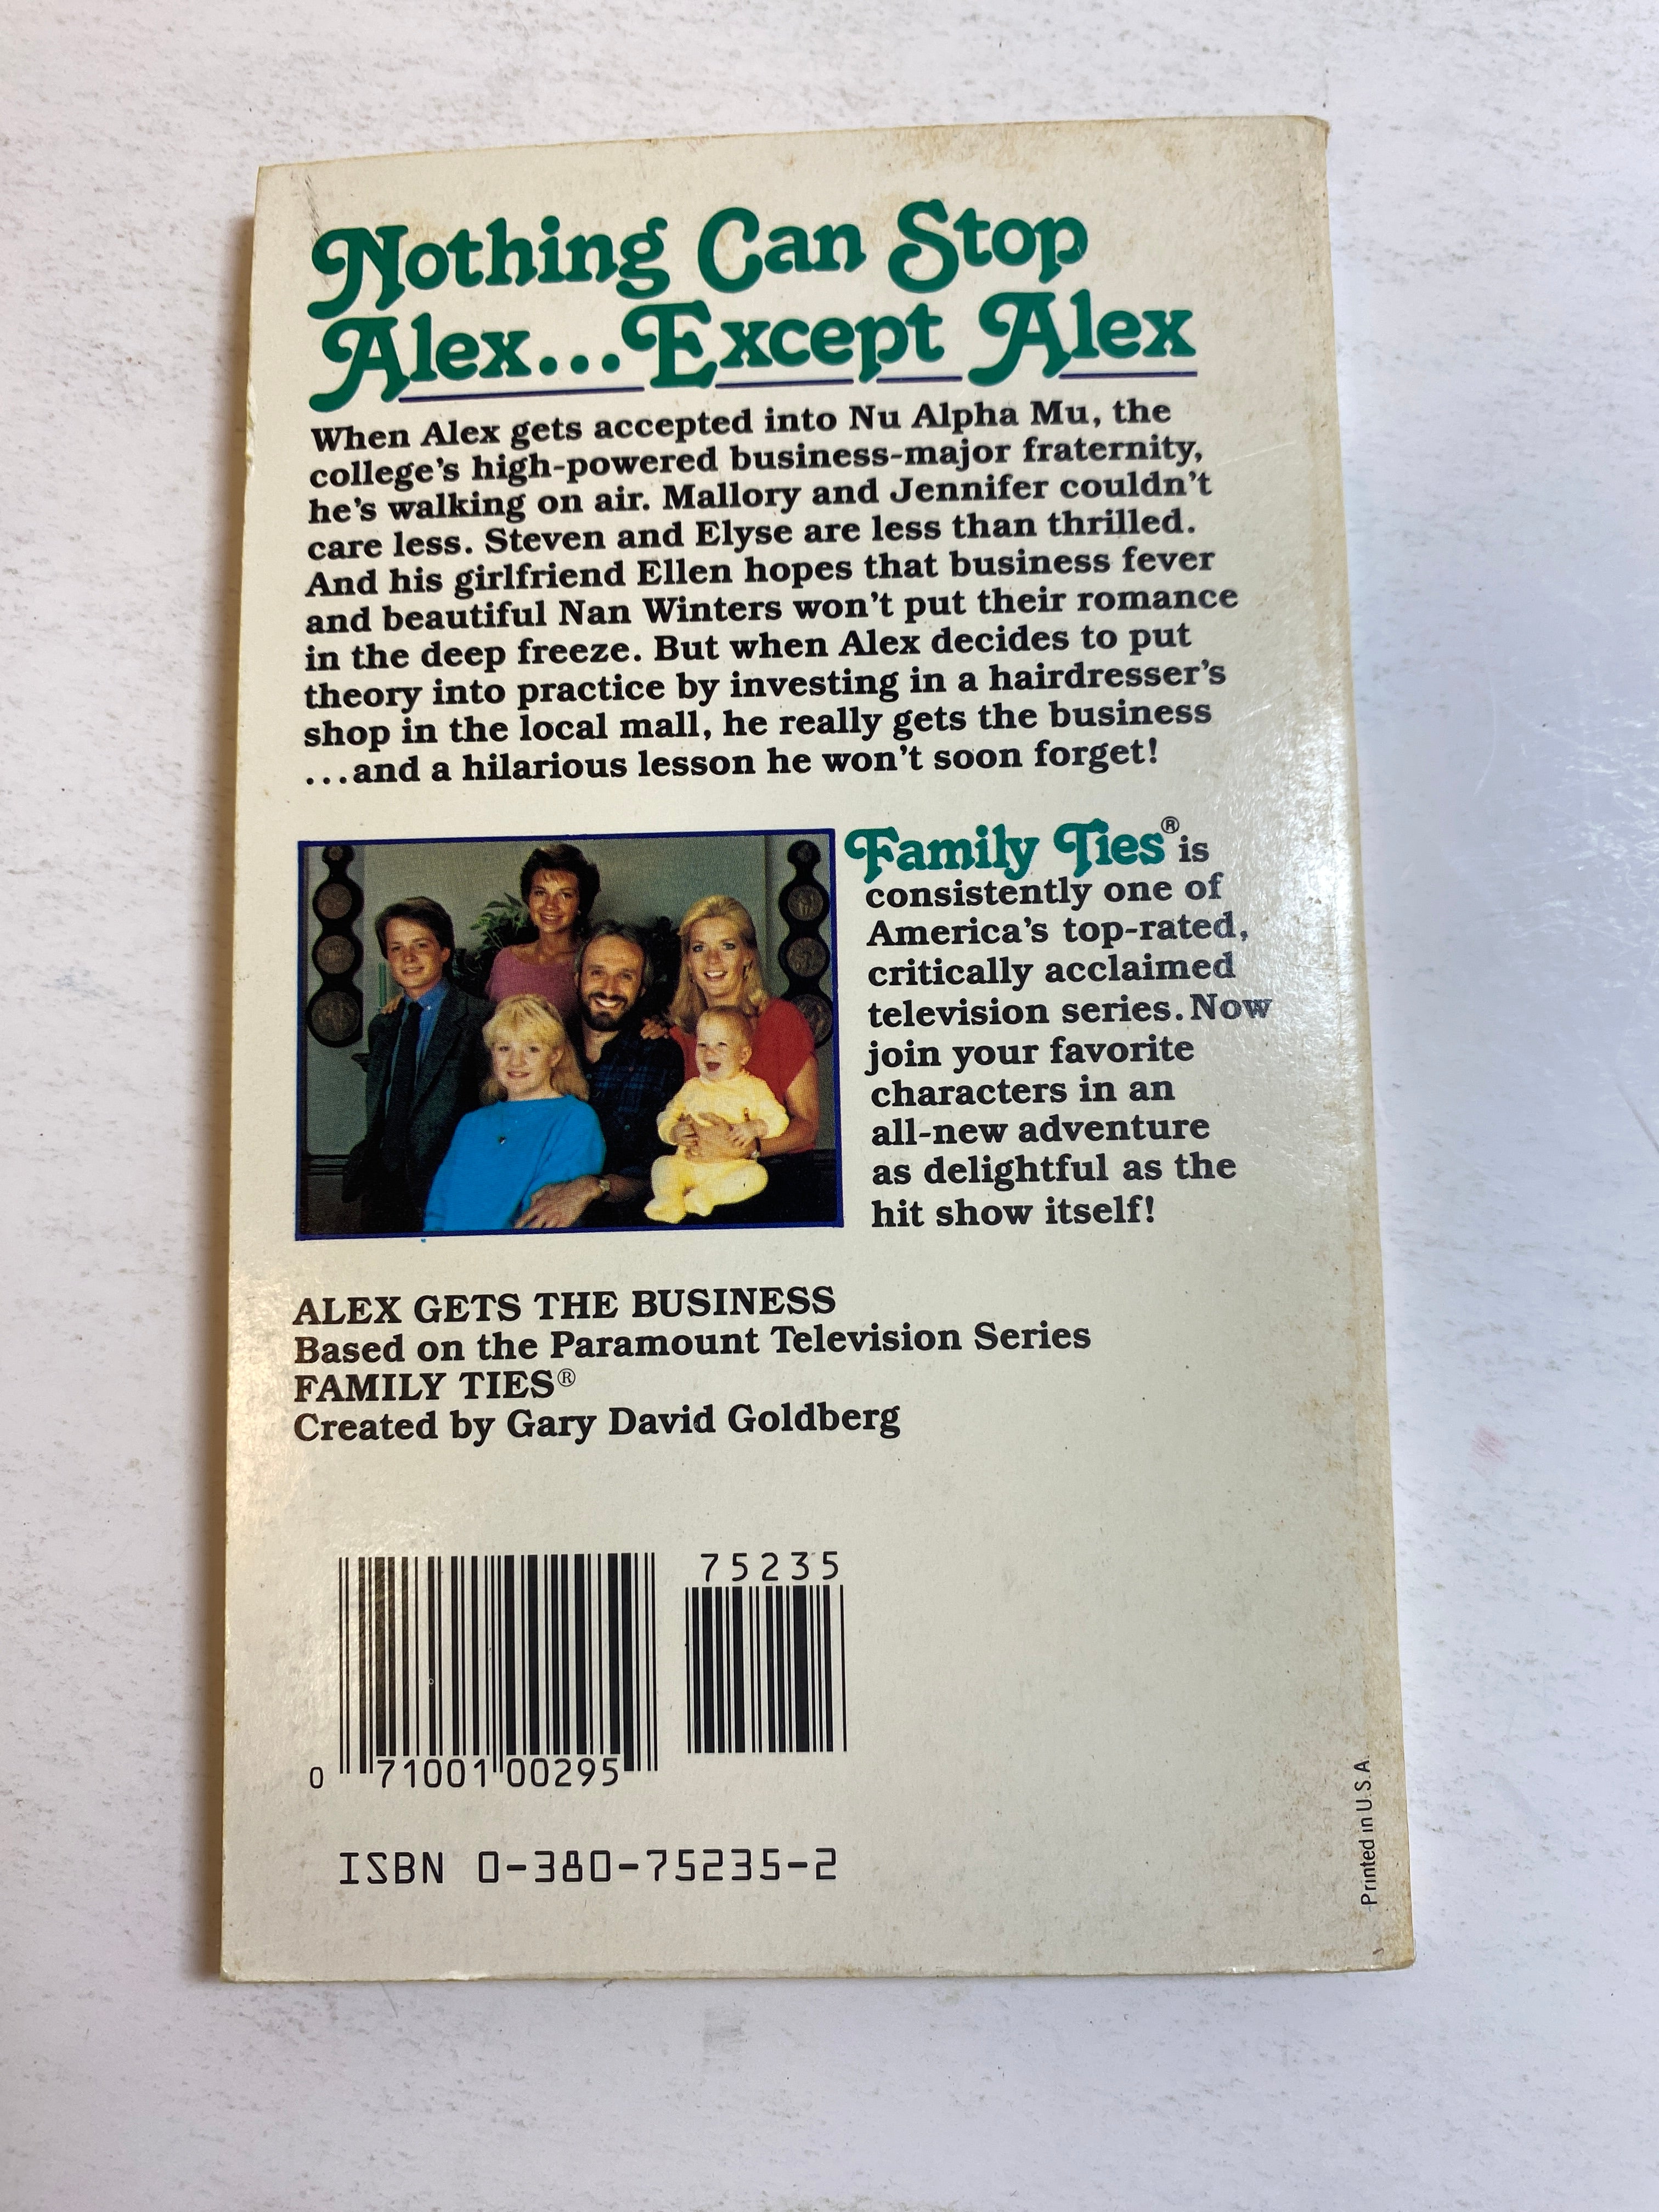 Nothing Can Stop
Alex...Except Alex
When Alex gets accepted into Nu Alpha Mu, the
college's high-powered business-major fraternity,
he's walking on air. Mallory and Jennifer couldn't
care less. Steven and Elyse are less than thrilled.
And his girlfriend Ellen hopes that business fever
and beautiful Nan Winters won't put their romance
in the deep freeze. But when Alex decides to put
theory into practice by investing in a hairdresser's
shop in the local mall, he really gets the business
...and a hilarious lesson he won't soon forget!
Family Ties® is
consistently one of
America's top-rated,
critically acclaimed
television series. Now
join your favorite
characters in an
all-new adventure
as delightful as the
hit show itself!
ALEX GETS THE BUSINESS
Based on the Paramount Television Series
FAMILY TIES®
Created by Gary David Goldberg
75235
0 71001 00295
ISBN 0-380-75235-2
Printed in U.S.A